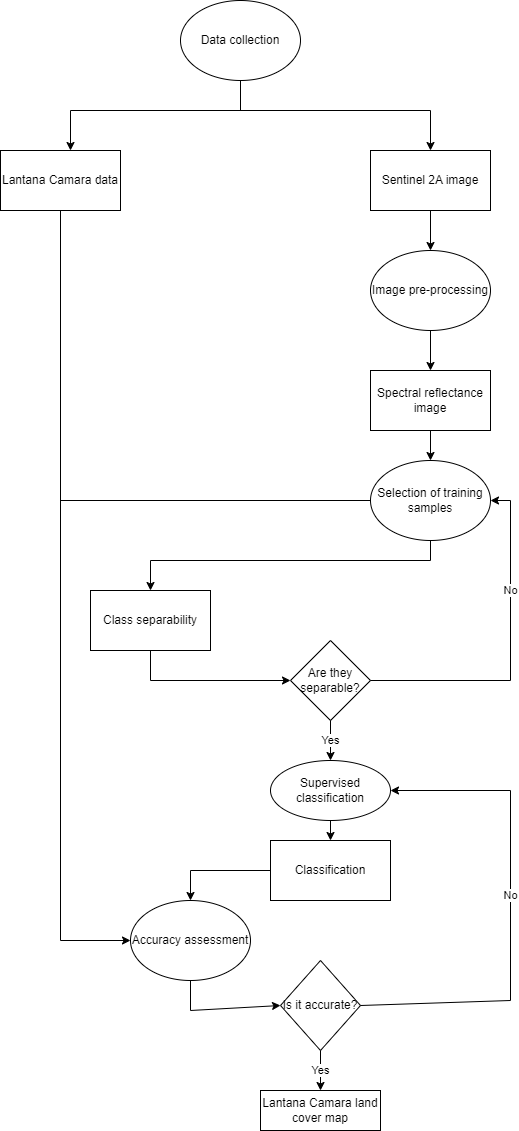 Data collection
Lantana Camara data
Sentinel 2A image
Image pre-processing
Spectral reflectance
image
Selection of training
samples
No
Class separability
Are they
separable?
Yes
Supervised
classification
Classification
No
Accuracy assessment
Is it accurate?
Yes
Lantana Camara land
cover map